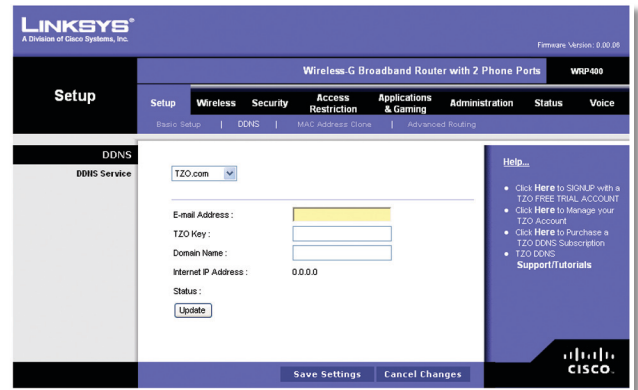 LINKSYS®
A Division of Cisco Systems, Inc.
Firmware Version: 0.00.06
Wireless-G Broadband Router with 2 Phone Ports WRP400
Setup
Setup Wireless Security Access Restriction Applications & Gaming Administration Status Voice
Basic Setup | DDNS | MAC Address Clone | Advanced Routing
DDNS
DDNS Service
TZO.com
E-mail Address :
TZO Key :
Domain Name :
Internet IP Address : 0.0.0.0
Status :
Update
Help...
Click Here to SIGNUP with a
TZO FREE TRIAL ACCOUNT
Click Here to Manage your
TZO Account
Click Here to Purchase a
TZO DDNS Subscription
TZO DDNS
Support/Tutorials
Save Settings Cancel Changes
CISCO.